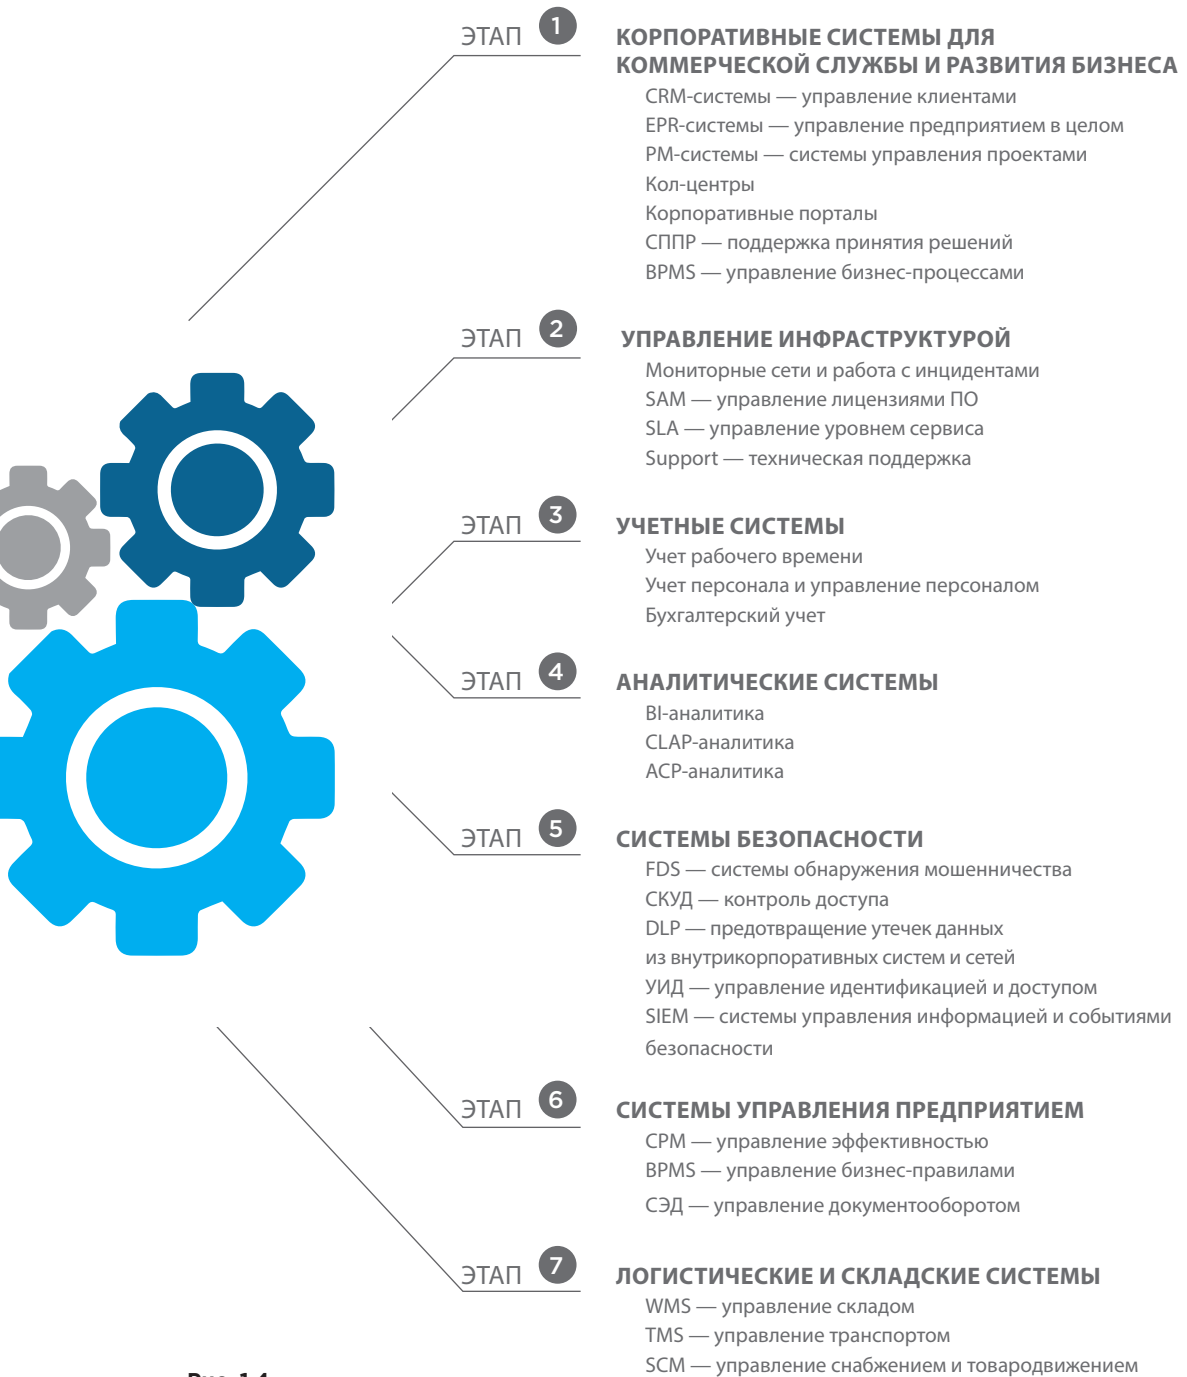 ЭТАП 1
КОРПОРАТИВНЫЕ СИСТЕМЫ ДЛЯ
КОММЕРЧЕСКОЙ СЛУЖБЫ И РАЗВИТИЯ БИЗНЕСА
CRM-системы — управление клиентами
EPR-системы — управление предприятием в целом
PM-системы — системы управления проектами
Кол-центры
Корпоративные порталы
СППР — поддержка принятия решений
BPMS — управление бизнес-процессами
ЭТАП 2
УПРАВЛЕНИЕ ИНФРАСТРУКТУРОЙ
Мониторные сети и работа с инцидентами
SAM — управление лицензиями ПО
SLA — управление уровнем сервиса
Support — техническая поддержка
ЭТАП 3
УЧЕТНЫЕ СИСТЕМЫ
Учет рабочего времени
Учет персонала и управление персоналом
Бухгалтерский учет
ЭТАП 4
АНАЛИТИЧЕСКИЕ СИСТЕМЫ
BI-аналитика
CLAP-аналитика
ACP-аналитика
ЭТАП 5
СИСТЕМЫ БЕЗОПАСНОСТИ
FDS — системы обнаружения мошенничества
СКУД — контроль доступа
DLP — предотвращение утечек данных
из внутрикорпоративных систем и сетей
УИД — управление идентификацией и доступом
SIEM — системы управления информацией и событиями
безопасности
ЭТАП 6
СИСТЕМЫ УПРАВЛЕНИЯ ПРЕДПРИЯТИЕМ
CPM — управление эффективностью
BPMS — управление бизнес-правилами
СЭД — управление документооборотом
ЭТАП 7
ЛОГИСТИЧЕСКИЕ И СКЛАДСКИЕ СИСТЕМЫ
WMS — управление складом
TMS — управление транспортом
SCM — управление снабжением и товародвижением
Рис. 1.4